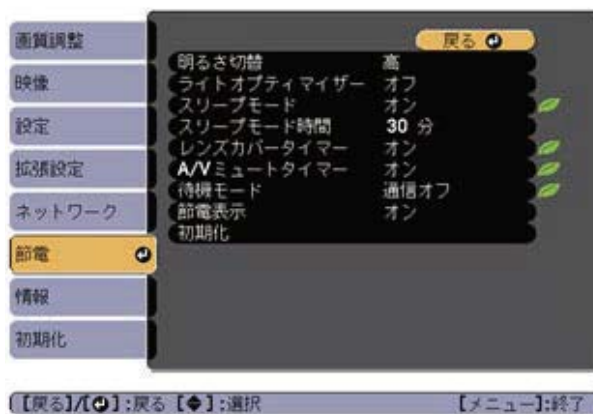 画質調整
映像
設定
拡張設定
ネットワーク
節電
情報
初期化
戻る
明るさ切替 高
ライトオプティマイザー オフ
スリープモード オン
スリープモード時間 30 分
レンズカバータイマー オン
A/Vミュートタイマー オン
待機モード 通信オフ
節電表示 オン
初期化
【戻る】/【】:戻る 【】:選択 【メニュー】:終了